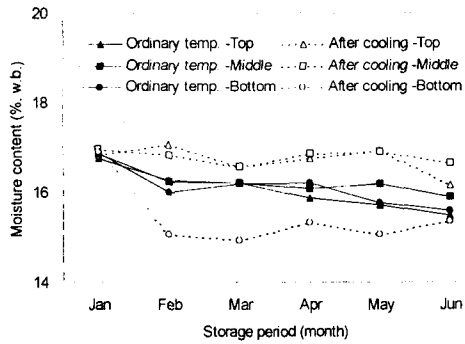 20
Ordinary temp. -Top
After cooling -Top
Ordinary temp. -Middle
After cooling -Middle
Ordinary temp. -Bottom
After cooling -Bottom
18
16
14
Moisture content (%, w.b.)
Jan Feb Mar Apr May Jun
Storage period (month)